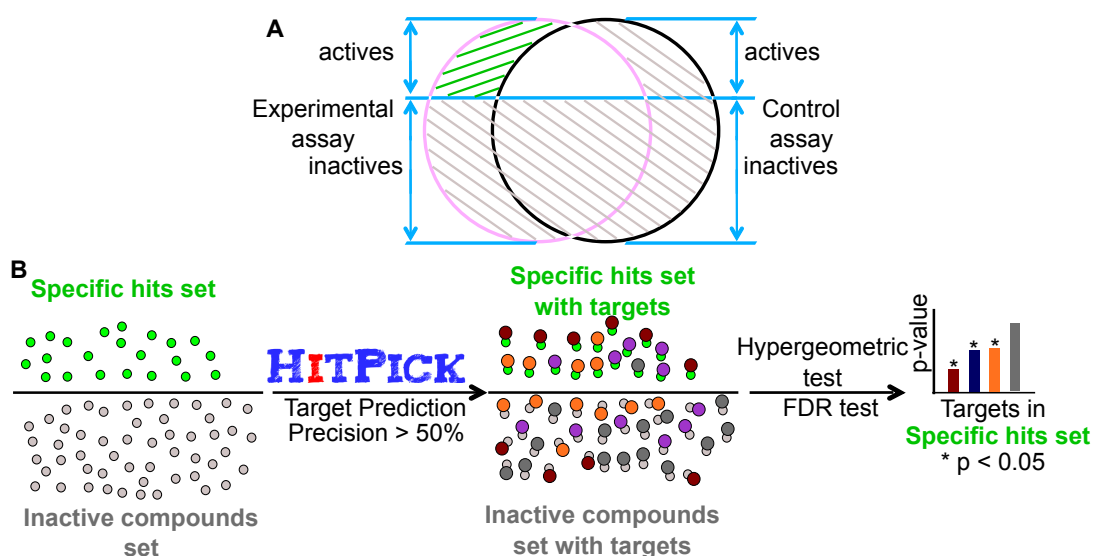 A
actives
actives
Experimental
assay
inactives
Control
assay
inactives
B
Specific hits set
Specific hits set
with targets
HITPICK
Target Prediction
Precision > 50%
Hypergeometric
test
FDR test
p-value
* * *
Targets in
Specific hits set
* p < 0.05
Inactive compounds
set
Inactive compounds
set with targets